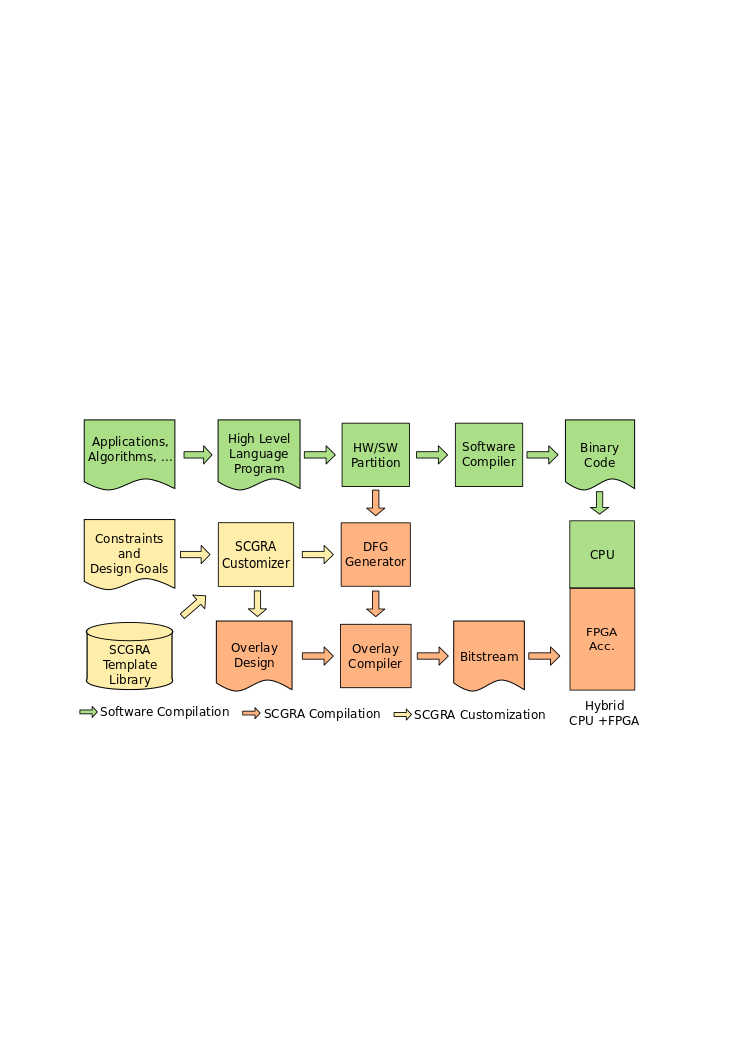 Applications,
Algorithms, ...
High Level
Language
Program
HW/SW
Partition
Software
Compiler
Binary
Code
Constraints
and
Design Goals
SCGRA
Customizer
DFG
Generator
CPU
SCGRA
Template
Library
Overlay
Design
Overlay
Compiler
Bitstream
FPGA
Acc.
Hybrid
CPU +FPGA
Software Compilation
SCGRA Compilation
SCGRA Customization